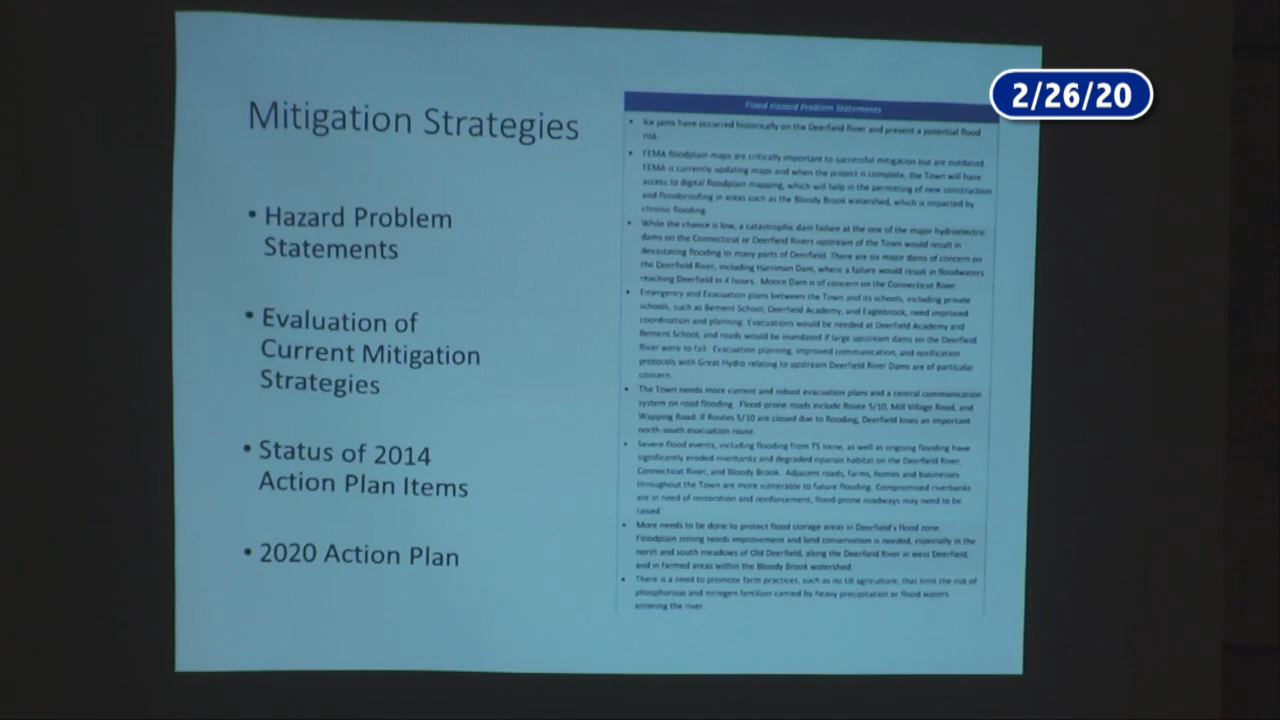 2/26/20
Mitigation Strategies
• Hazard Problem
Statements
• Evaluation of
Current Mitigation
Strategies
• Status of 2014
Action Plan Items
• 2020 Action Plan
Flood Hazard Problem Statements
• Ice jams have occurred historically on the Deerfield River and present a potential flood
risk.
• FEMA floodplain maps are critically important to successful mitigation but are outdated.
FEMA is currently updating maps and when the project is complete, the Town will have
access to digital floodplain mapping, which will help in the permitting of new construction
and floodproofing in areas such as the Bloody Brook watershed, which is impacted by
chronic flooding.
• While the chance is low, a catastrophic dam failure at the one of the major hydroelectric
dams on the Connecticut or Deerfield Rivers upstream of the Town would result in
devastating flooding to many parts of Deerfield. There are six major dams of concern on
the Deerfield River, including Harriman Dam, where a failure would result in floodwaters
reaching Deerfield in 4 hours. Moore Dam is of concern on the Connecticut River.
• Emergency and Evacuation plans between the Town and its schools, including private
schools, such as Bement School, Deerfield Academy, and Eaglebrook, need improved
coordination and planning. Evacuations would be needed at Deerfield Academy and
Bement School, and roads would be inundated if large upstream dams on the Deerfield
River were to fail. Evacuation planning, improved communication, and notification
protocols with Great Hydro relating to upstream Deerfield River Dams are of particular
concern.
• The Town needs more current and robust evacuation plans and a central communication
system on road flooding. Flood-prone roads include Route 5/10, Mill Village Road, and
Wapping Road. If Routes 5/10 are closed due to flooding, Deerfield loses an important
north-south evacuation route.
• Severe flood events, including flooding from TS Irene, as well as ongoing flooding have
significantly eroded riverbanks and degraded riparian habitat on the Deerfield River,
Connecticut River, and Bloody Brook. Adjacent roads, farms, homes and businesses
throughout the Town are more vulnerable to future flooding. Compromised riverbanks
are in need of restoration and reinforcement, flood-prone roadways may need to be
raised
• More needs to be done to protect flood storage areas in Deerfield's flood zone.
Floodplain zoning needs improvement and land conservation is needed, especially in the
north and south meadows of Old Deerfield, along the Deerfield River in west Deerfield,
and in farmed areas within the Bloody Brook watershed.
• There is a need to promote farm practices, such as no till agriculture, that limit the risk of
phosphorous and nitrogen fertilizer carried by heavy precipitation or flood waters
entering the river.